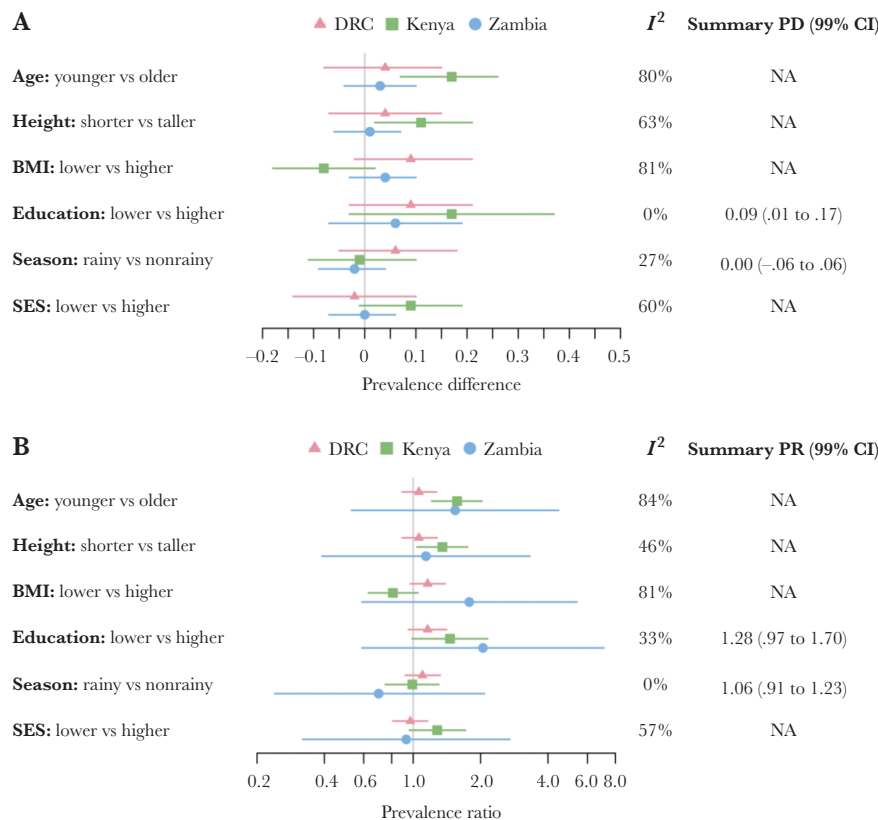 A
DRC Kenya Zambia I² Summary PD (99% CI)
Age: younger vs older 80% NA
Height: shorter vs taller 63% NA
BMI: lower vs higher 81% NA
Education: lower vs higher 0% 0.09 (.01 to .17)
Season: rainy vs nonrainy 27% 0.00 (–.06 to .06)
SES: lower vs higher 60% NA
–0.2 –0.1 0 0.1 0.2 0.3 0.4 0.5
Prevalence difference
B
DRC Kenya Zambia I² Summary PR (99% CI)
Age: younger vs older 84% NA
Height: shorter vs taller 46% NA
BMI: lower vs higher 81% NA
Education: lower vs higher 33% 1.28 (.97 to 1.70)
Season: rainy vs nonrainy 0% 1.06 (.91 to 1.23)
SES: lower vs higher 57% NA
0.2 0.4 0.6 1.0 2.0 4.0 6.0 8.0
Prevalence ratio